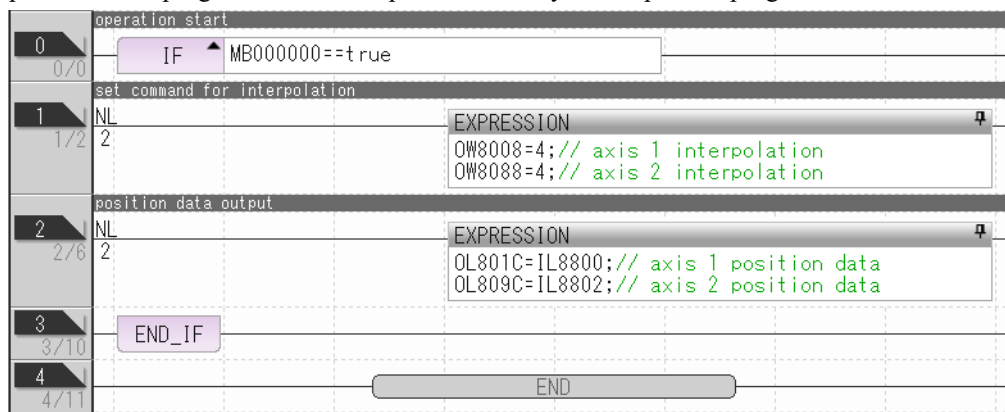 operation start
0
0/0
IF MB000000==true
set command for interpolation
1
1/2
NL
2
EXPRESSION
OW8008=4;// axis 1 interpolation
OW8088=4;// axis 2 interpolation
position data output
2
2/6
NL
2
EXPRESSION
OL801C=IL8800;// axis 1 position data
OL809C=IL8802;// axis 2 position data
3
3/10
END_IF
4
4/11
END